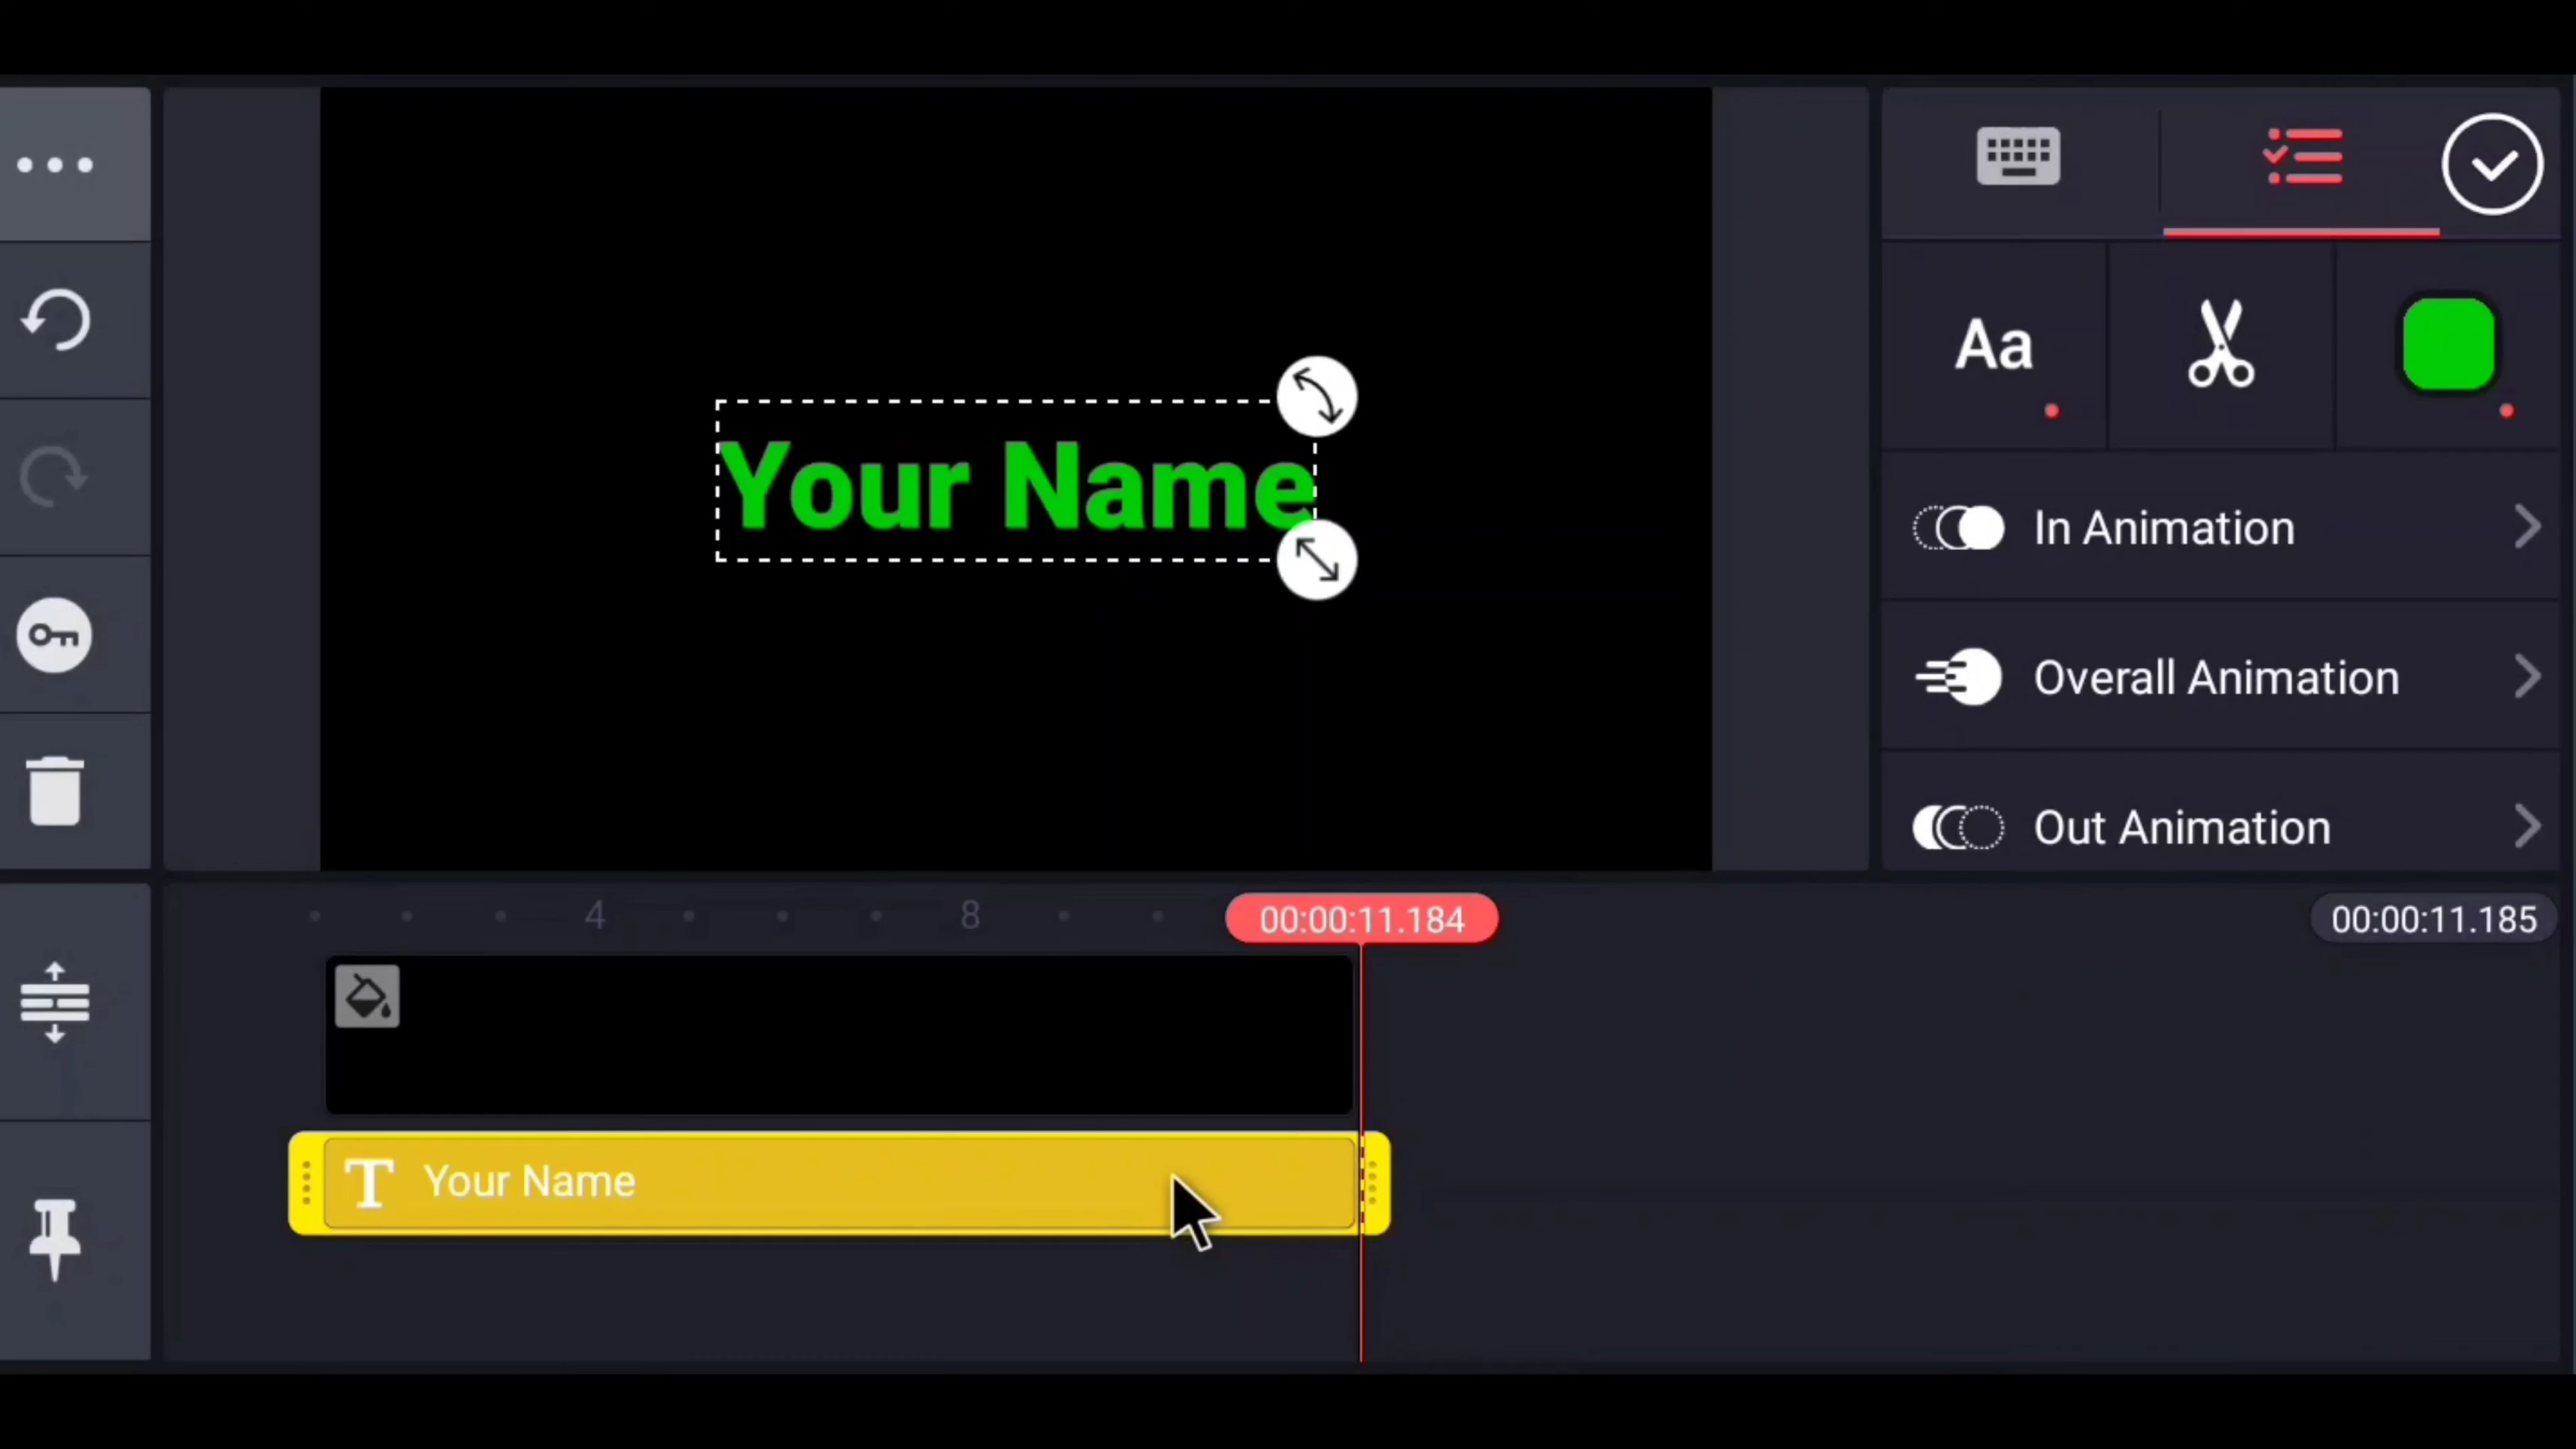 Your Name
Aa
In Animation
Overall Animation
Out Animation
4
8
00:00:11.184
00:00:11.185
T Your Name